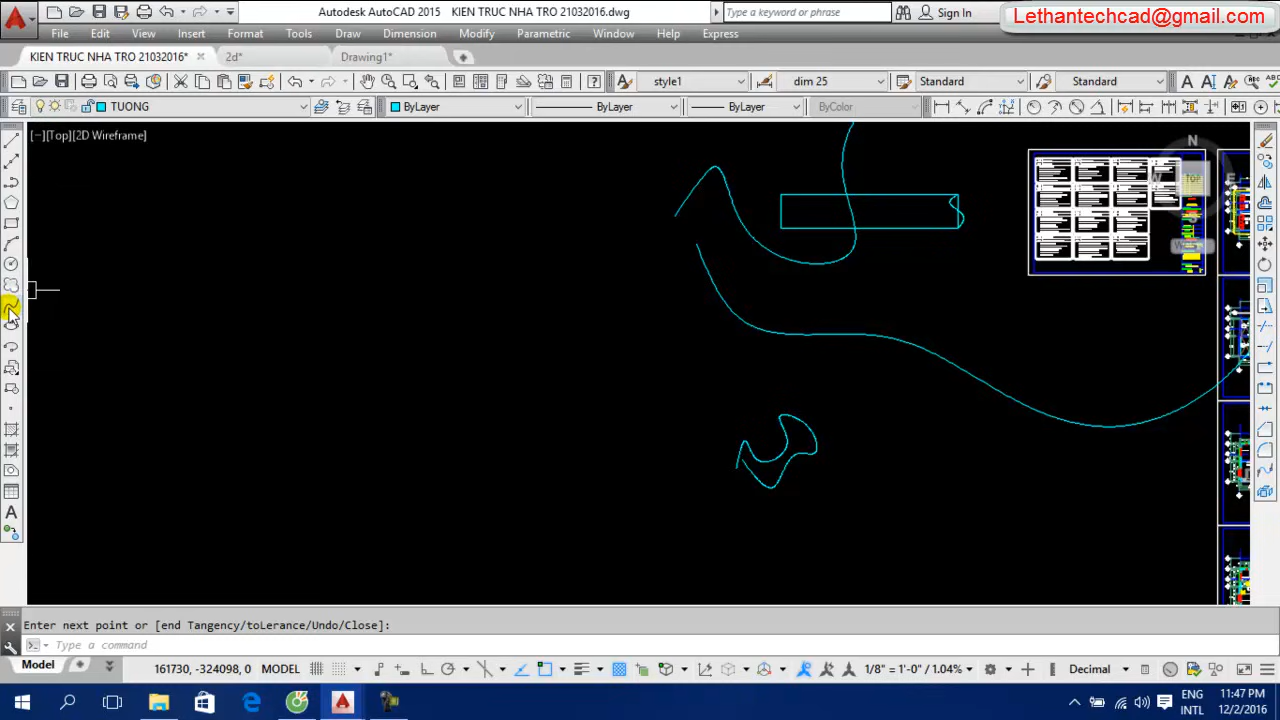 Autodesk AutoCAD 2015 KIEN TRUC NHA TRO 21032016.dwg
Type a keyword or phrase
Sign In
Lethantechcad@gmail.com
File Edit View Insert Format Tools Draw Dimension Modify Parametric Window Help Express
KIEN TRUC NHA TRO 21032016* 2d* Drawing1*
style1 dim 25 Standard Standard
TUONG ByLayer ByLayer ByLayer ByColor
[−][Top][2D Wireframe]
N
W TOP E
Enter next point or [end Tangency/toLerance/Undo/Close]:
Type a command
Model 161730, -324098, 0 MODEL 1/8" = 1'-0" / 1.04% Decimal
ENG 11:47 PM
INTL 12/2/2016